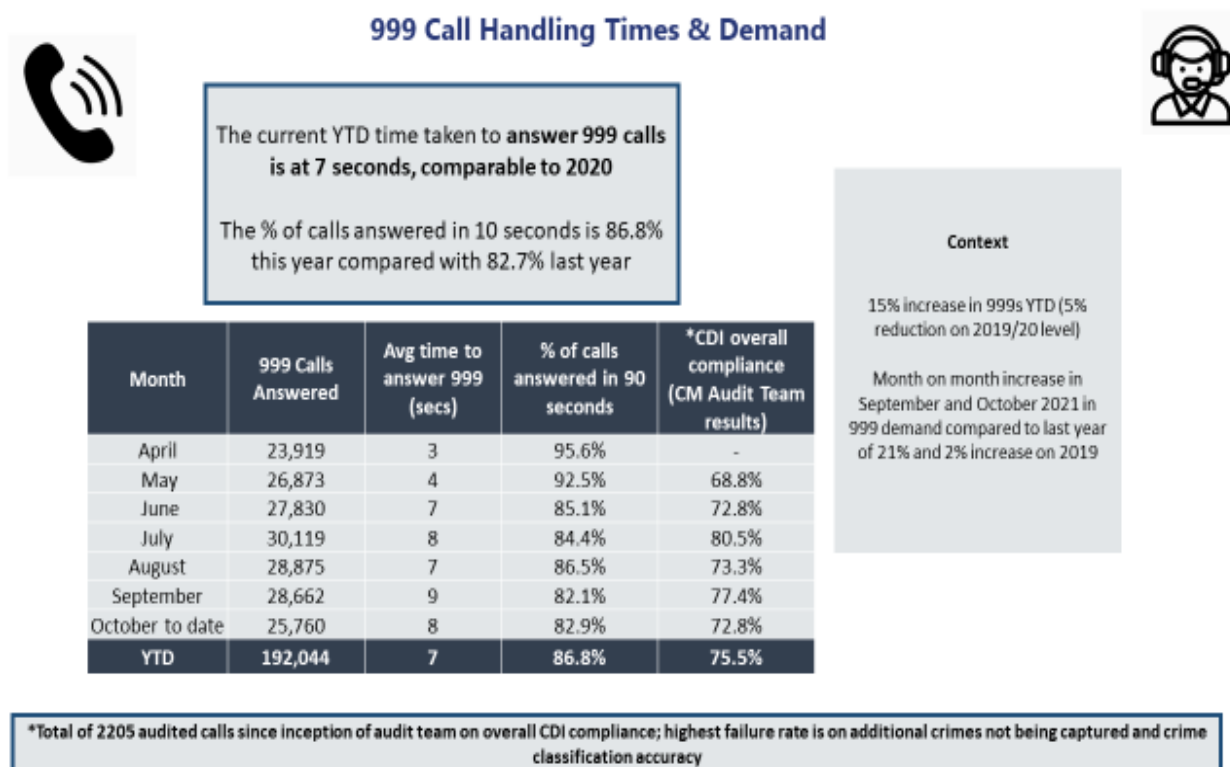 999 Call Handling Times & Demand
The current YTD time taken to answer 999 calls
is at 7 seconds, comparable to 2020
The % of calls answered in 10 seconds is 86.8%
this year compared with 82.7% last year
Context
15% increase in 999s YTD (5%
reduction on 2019/20 level)
Month on month increase in
September and October 2021 in
999 demand compared to last year
of 21% and 2% increase on 2019
Month 999 Calls Answered Avg time to answer 999 (secs) % of calls answered in 90 seconds *CDI overall compliance (CM Audit Team results)
April 23,919 3 95.6% -
May 26,873 4 92.5% 68.8%
June 27,830 7 85.1% 72.8%
July 30,119 8 84.4% 80.5%
August 28,875 7 86.5% 73.3%
September 28,662 9 82.1% 77.4%
October to date 25,760 8 82.9% 72.8%
YTD 192,044 7 86.8% 75.5%
*Total of 2205 audited calls since inception of audit team on overall CDI compliance; highest failure rate is on additional crimes not being captured and crime
classification accuracy